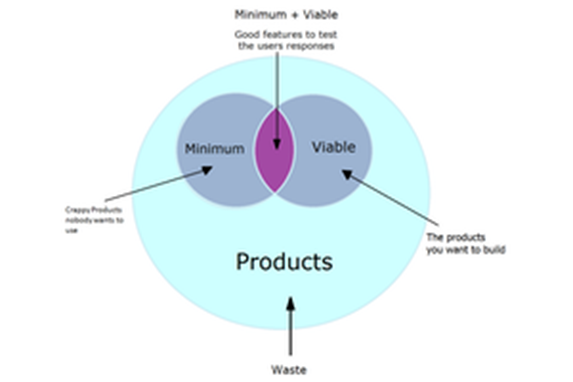 Minimum + Viable
Good features to test
the users responses
Minimum
Viable
Crappy Products
nobody wants to
use
The products
you want to build
Products
Waste